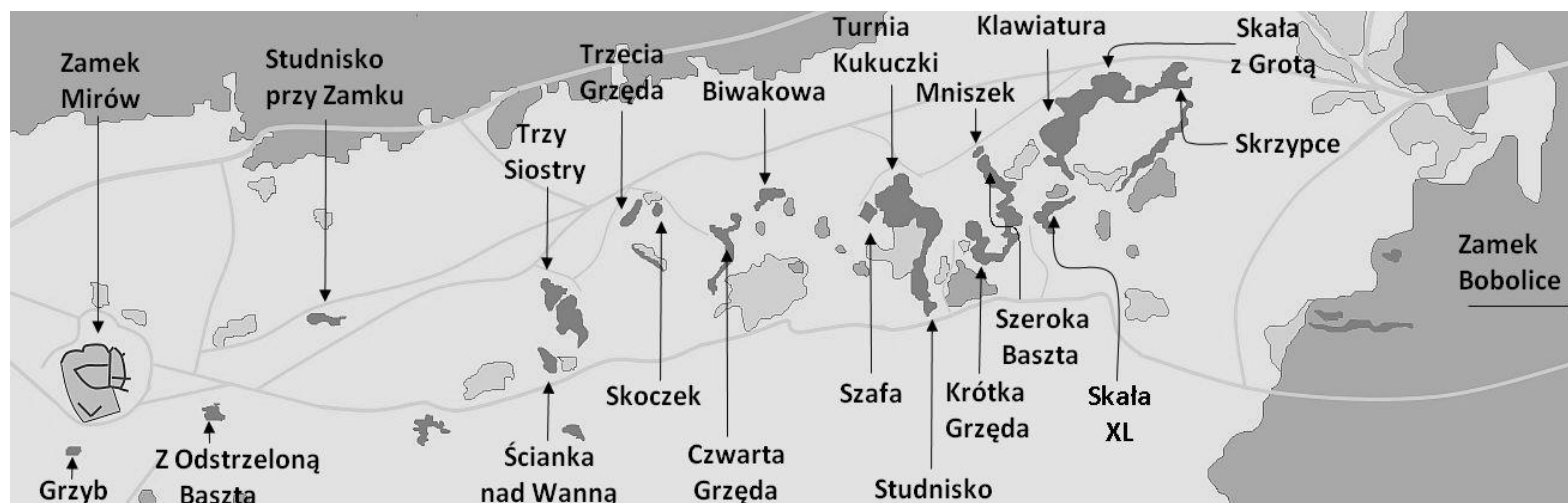 Zamek
Mirów
Studnisko
przy Zamku
Trzecia
Grzęda
Trzy
Siostry
Biwakowa
Turnia
Kukuczki
Klawiatura
Mniszek
Skała
z Grotą
Skrzypce
Zamek
Bobolice
Szeroka
Baszta
Skała
XL
Krótka
Grzęda
Szafa
Skoczek
Studnisko
Czwarta
Grzęda
Ścianka
nad Wanną
Z Odstrzeloną
Basztą
Grzyb